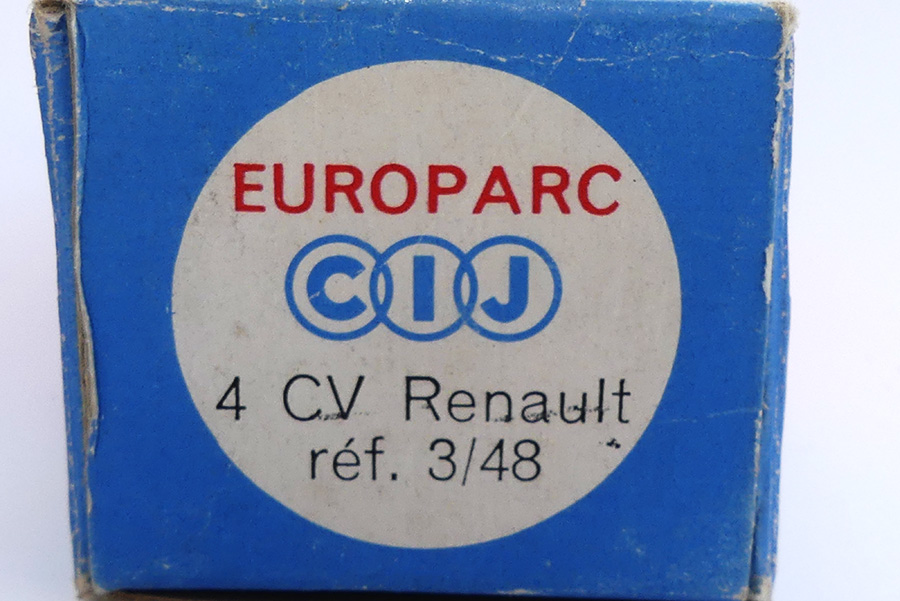 EUROPARC
CIJ
4 CV Renault
réf. 3/48